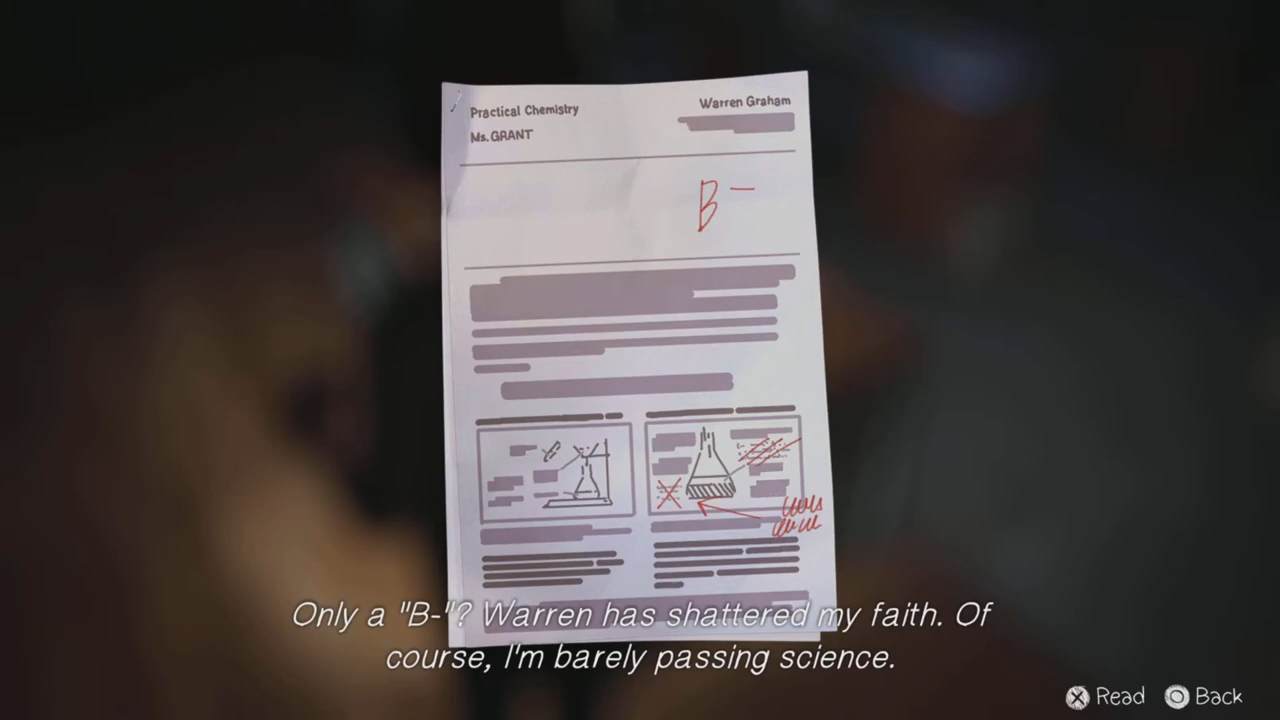 Practical Chemistry
Warren Graham
Ms. GRANT
B-
Only a "B-"? Warren has shattered my faith. Of
course, I'm barely passing science.
Read
Back